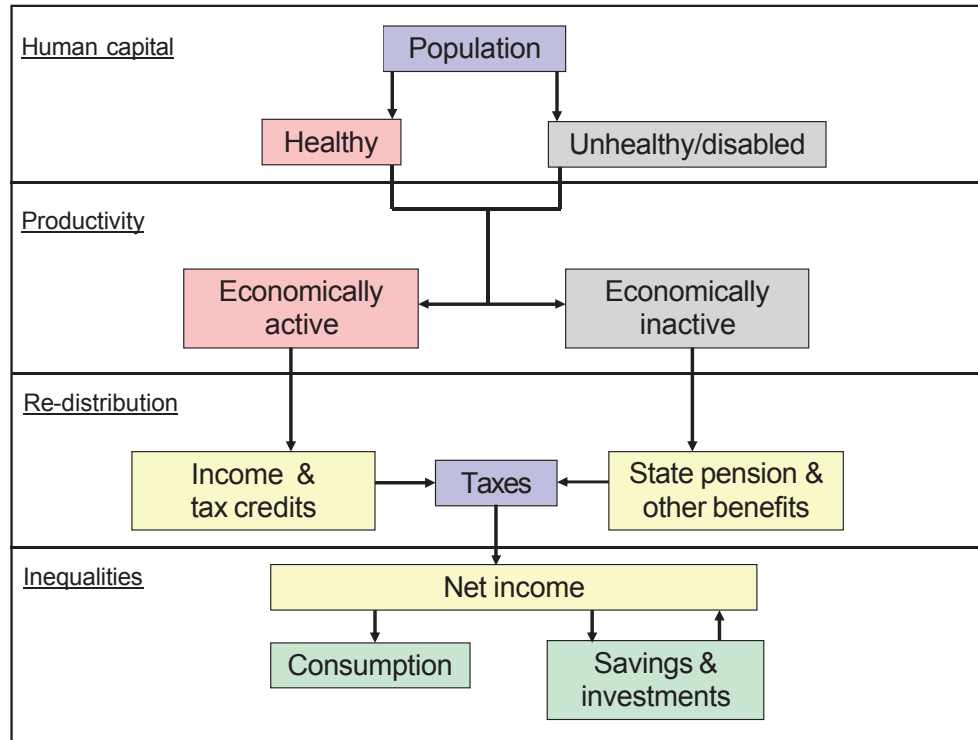 Human capital
Population
Healthy
Unhealthy/disabled
Productivity
Economically
active
Economically
inactive
Re-distribution
Income &
tax credits
Taxes
State pension &
other benefits
Inequalities
Net income
Consumption
Savings &
investments